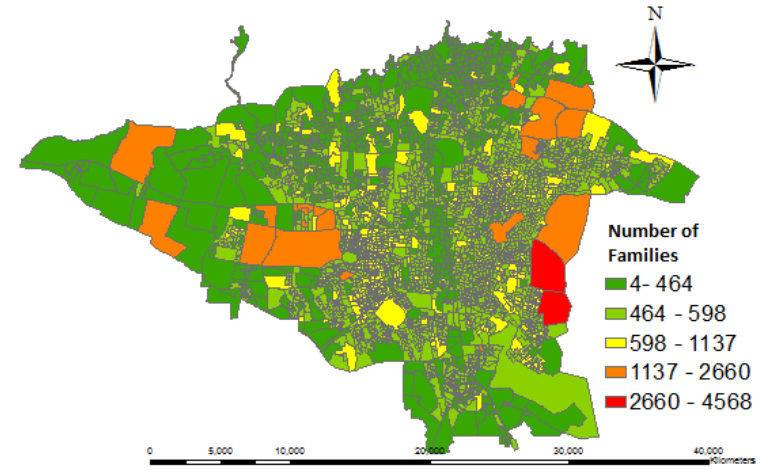 N
Number of
Families
4- 464
464 - 598
598 - 1137
1137 - 2660
2660 - 4568
0 5,000 10,000 20,000 30,000 40,000
Kilometers